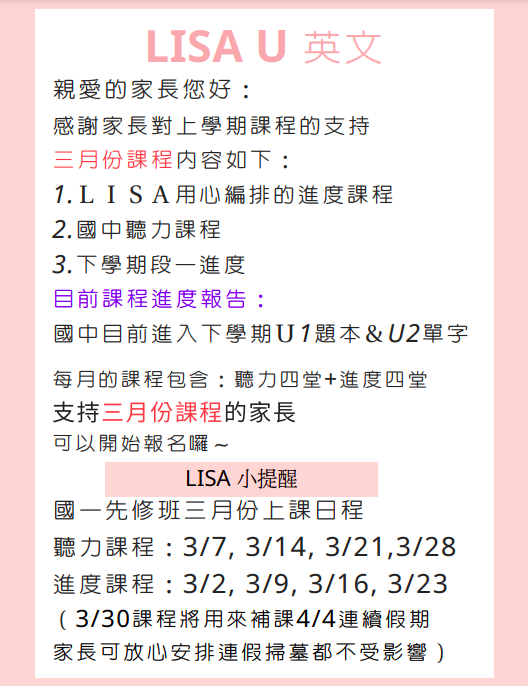 LISA U 英文
親愛的家長您好：
感謝家長對上學期課程的支持
三月份課程內容如下：
1.ＬＩＳＡ用心編排的進度課程
2.國中聽力課程
3.下學期段一進度
目前課程進度報告：
國中目前進入下學期U1題本&U2單字
每月的課程包含：聽力四堂+進度四堂
支持三月份課程的家長
可以開始報名囉～
LISA 小提醒
國一先修班三月份上課日程
聽力課程：3/7, 3/14, 3/21,3/28
進度課程：3/2, 3/9, 3/16, 3/23
（3/30課程將用來補課4/4連續假期
家長可放心安排連假掃墓都不受影響）